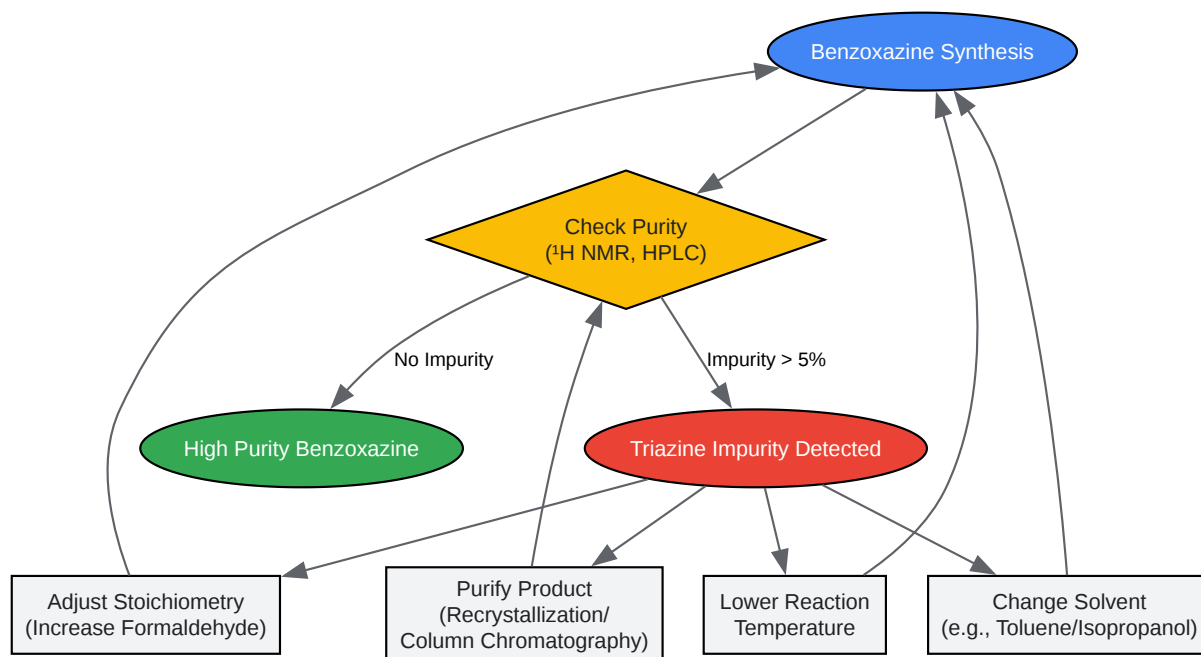 Benzoxazine Synthesis
Check Purity
(¹H NMR, HPLC)
No Impurity
Impurity > 5%
High Purity Benzoxazine
Triazine Impurity Detected
Adjust Stoichiometry
(Increase Formaldehyde)
Purify Product
(Recrystallization/
Column Chromatography)
Lower Reaction
Temperature
Change Solvent
(e.g., Toluene/Isopropanol)